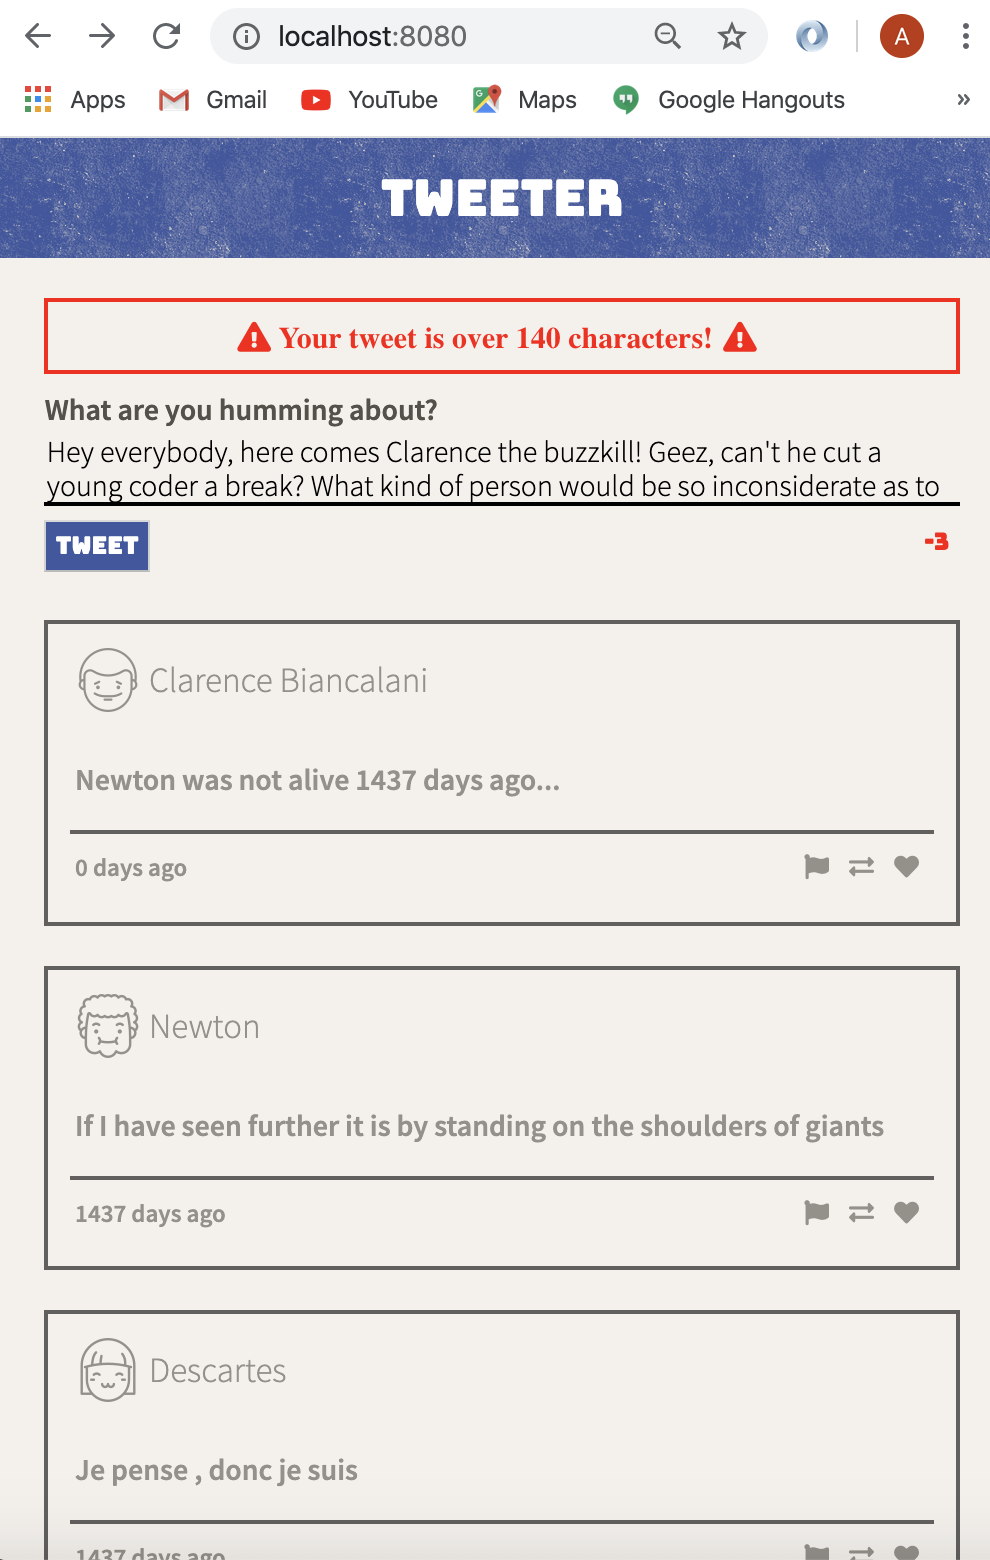 localhost:8080
A
Apps Gmail YouTube Maps Google Hangouts »
TWEETER
Your tweet is over 140 characters!
What are you humming about?
Hey everybody, here comes Clarence the buzzkill! Geez, can't he cut a
young coder a break? What kind of person would be so inconsiderate as to
TWEET -3
Clarence Biancalani
Newton was not alive 1437 days ago...
0 days ago
Newton
If I have seen further it is by standing on the shoulders of giants
1437 days ago
Descartes
Je pense , donc je suis
1437 days ago